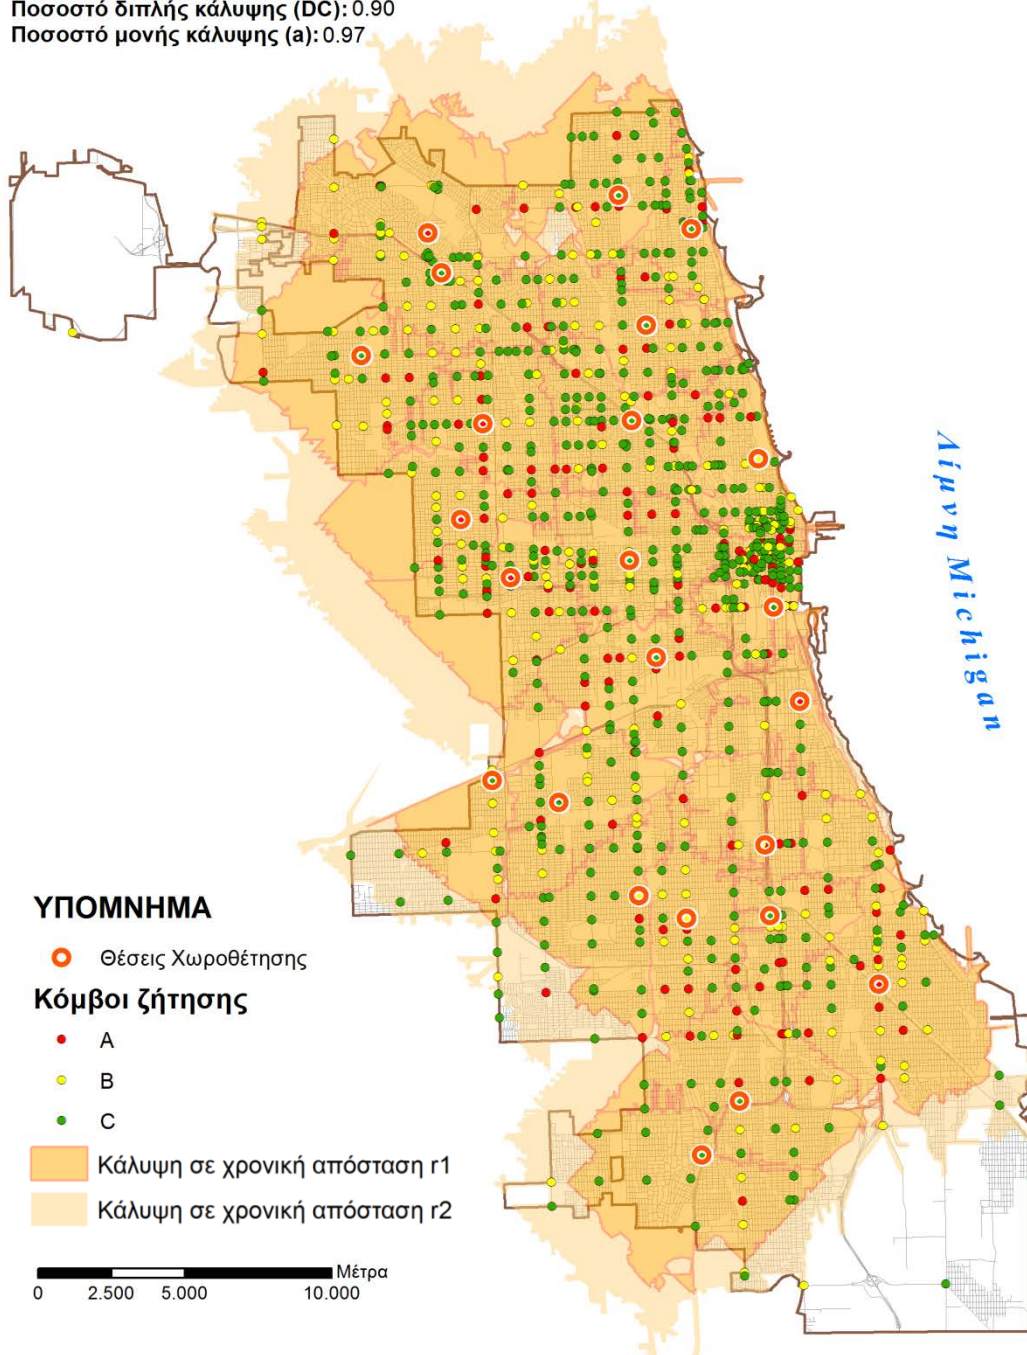 Ποσοστό διπλής κάλυψης (DC): 0.90
Ποσοστό μονής κάλυψης (a): 0.97
Λίμνη Michigan
ΥΠΟΜΝΗΜΑ
Θέσεις Χωροθέτησης
Κόμβοι ζήτησης
A
B
C
Κάλυψη σε χρονική απόσταση r1
Κάλυψη σε χρονική απόσταση r2
Μέτρα
0 2.500 5.000 10.000